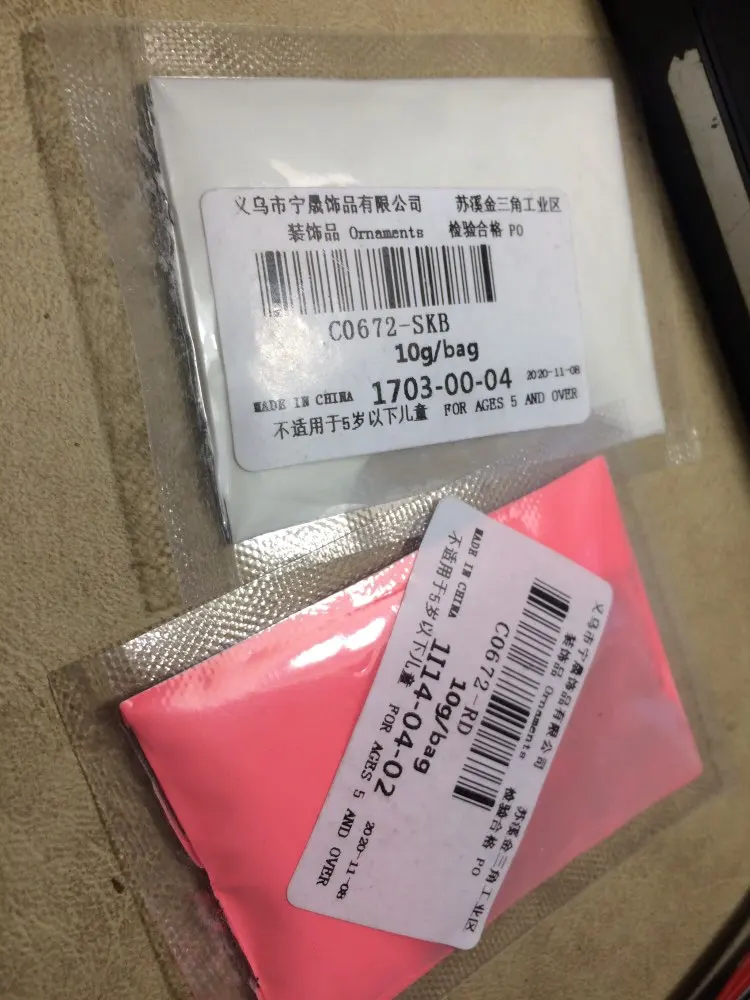 义乌市宁晟饰品有限公司 苏溪金三角工业区
装饰品 Ornaments 检验合格 PO
C0672-SKB
10g/bag
MADE IN CHINA 1703-00-04 2020-11-08
不适用于5岁以下儿童 FOR AGES 5 AND OVER
义乌市宁晟饰品有限公司 苏溪金三角工业区
装饰品 Ornaments 检验合格 PO
C0672-RD
10g/bag
MADE IN CHINA 1I14-04-02 2020-11-08
不适用于5岁以下儿童 FOR AGES 5 AND OVER